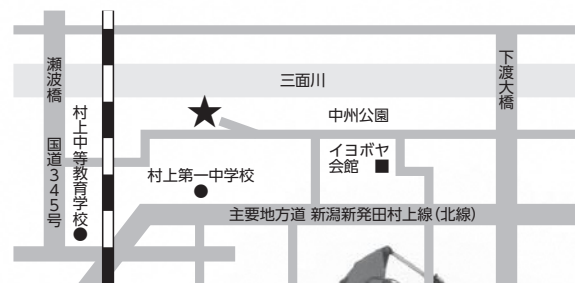 瀬波橋
三面川
下渡大橋
村上中等教育学校
中州公園
国道345号
イヨボヤ
会館
村上第一中学校
主要地方道 新潟新発田村上線(北線)